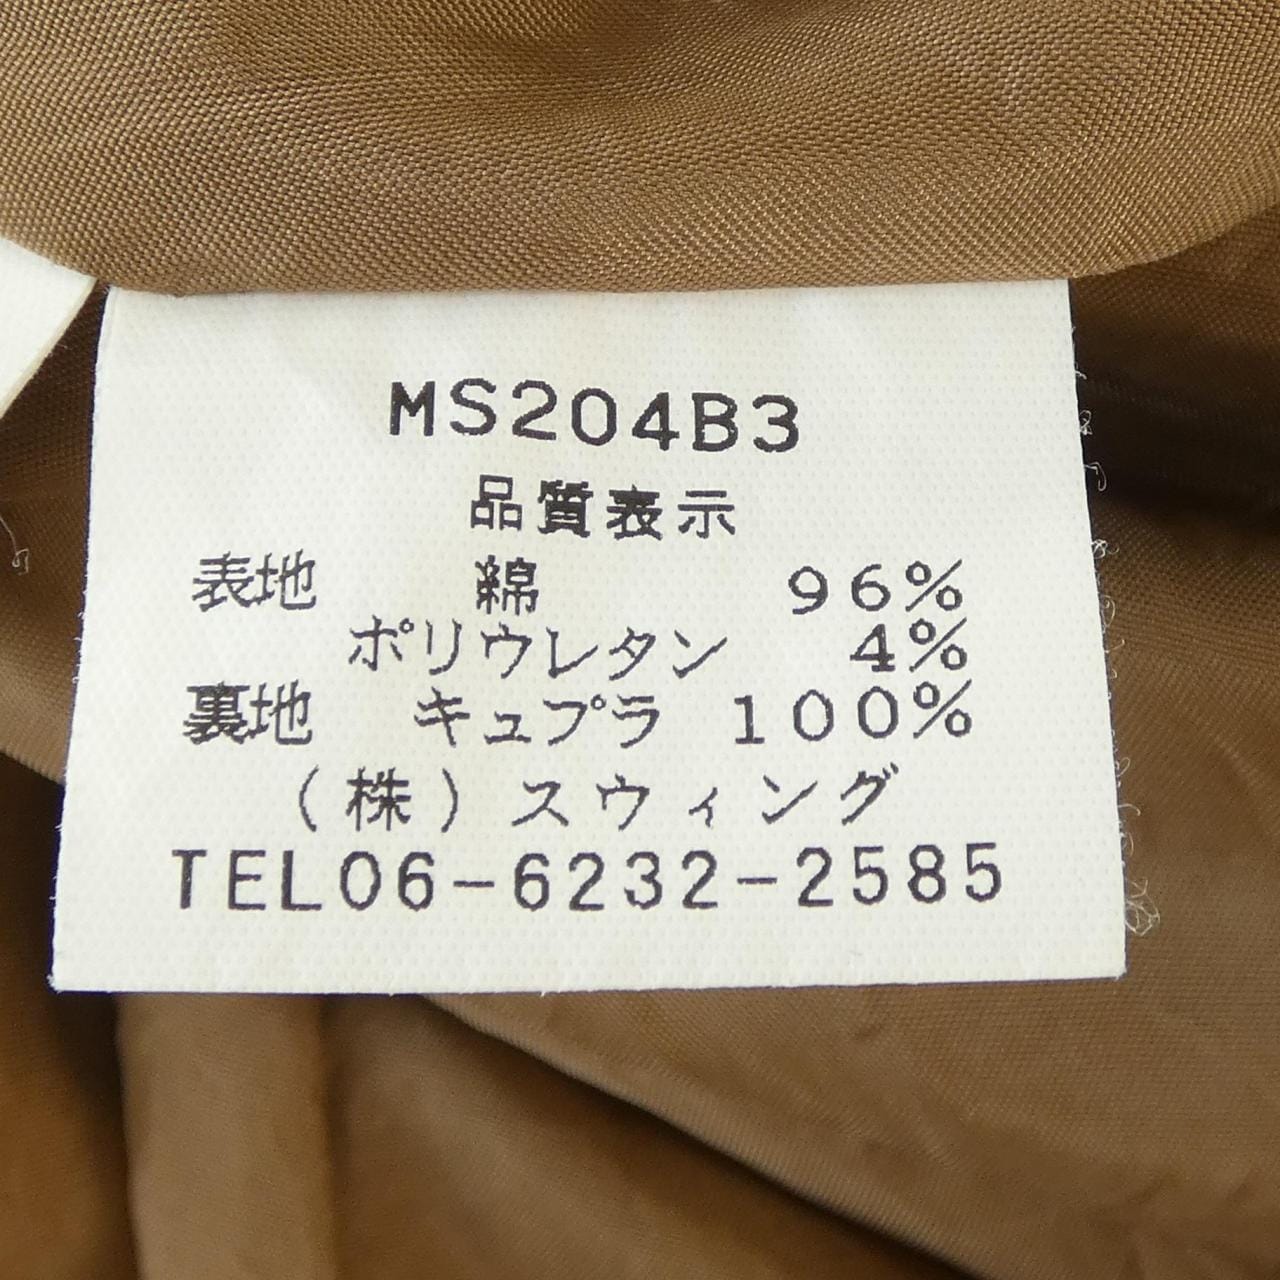 MS204B3
品質表示
表地 綿 96%
ポリウレタン 4%
裏地 キュプラ 100%
(株)スウィング
TEL06-6232-2585